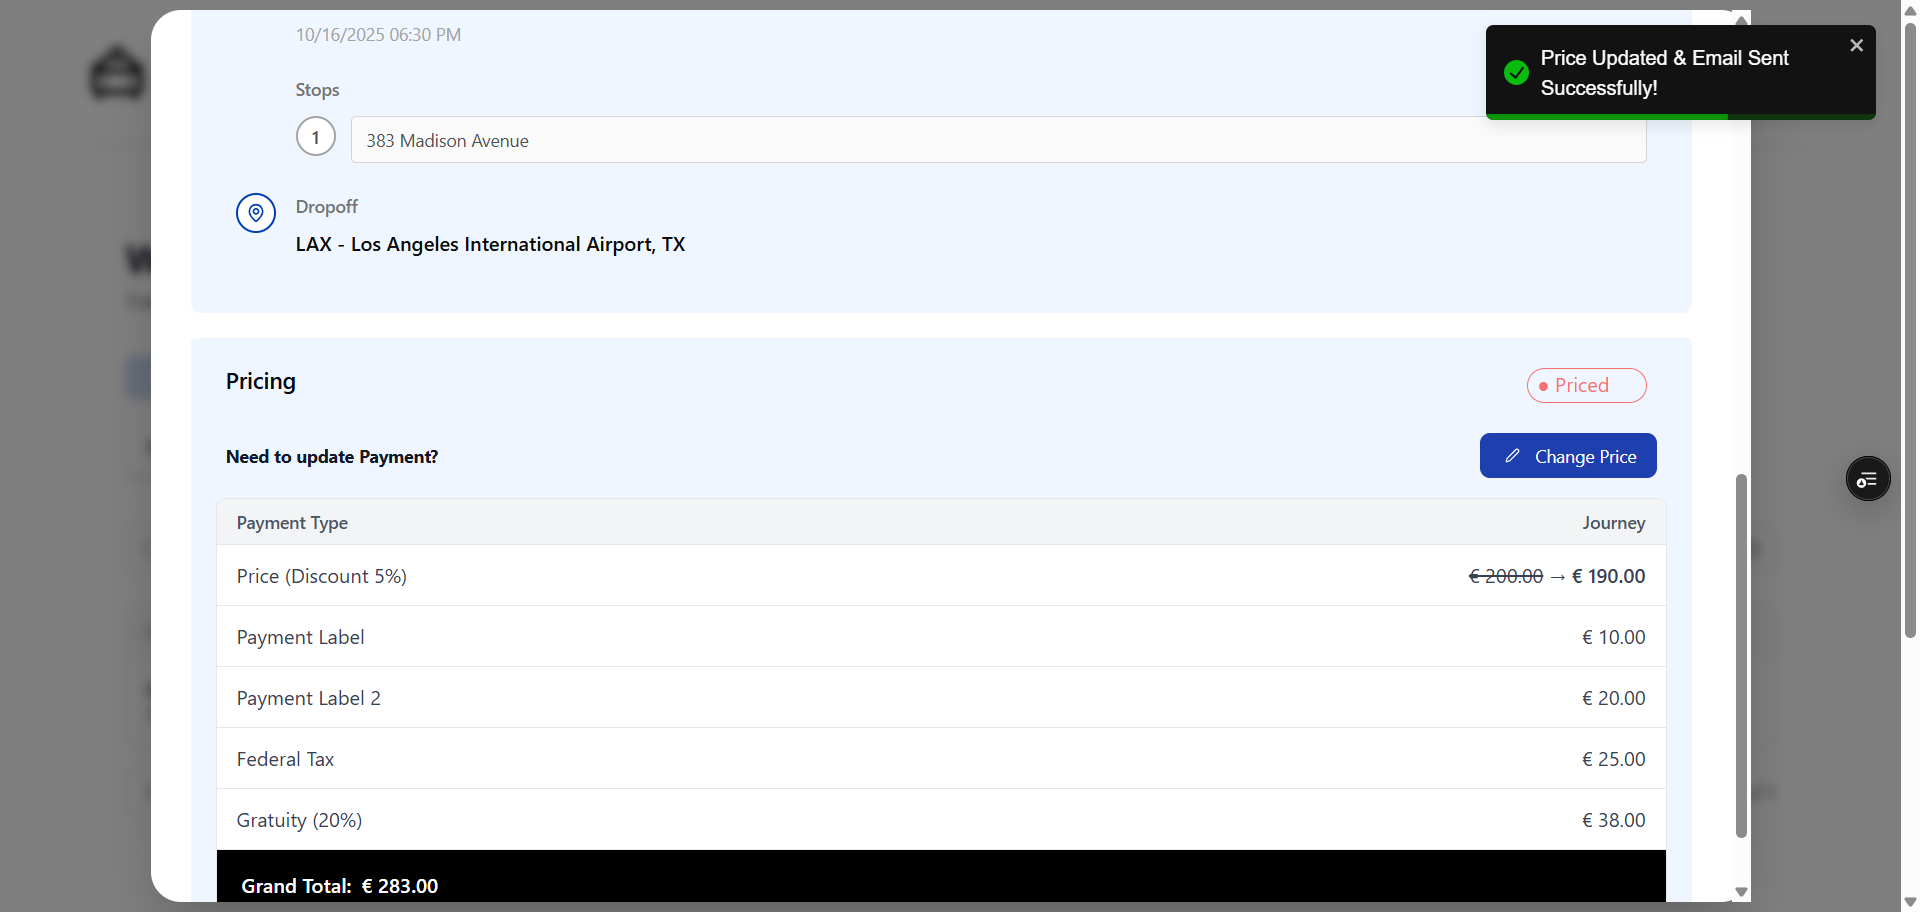 10/16/2025 06:30 PM
Price Updated & Email Sent
Successfully!
Stops
1
383 Madison Avenue
Dropoff
LAX - Los Angeles International Airport, TX
Pricing
Priced
Need to update Payment?
Change Price
Payment Type
Journey
Price (Discount 5%)
€ 200.00 → € 190.00
Payment Label
€ 10.00
Payment Label 2
€ 20.00
Federal Tax
€ 25.00
Gratuity (20%)
€ 38.00
Grand Total: € 283.00